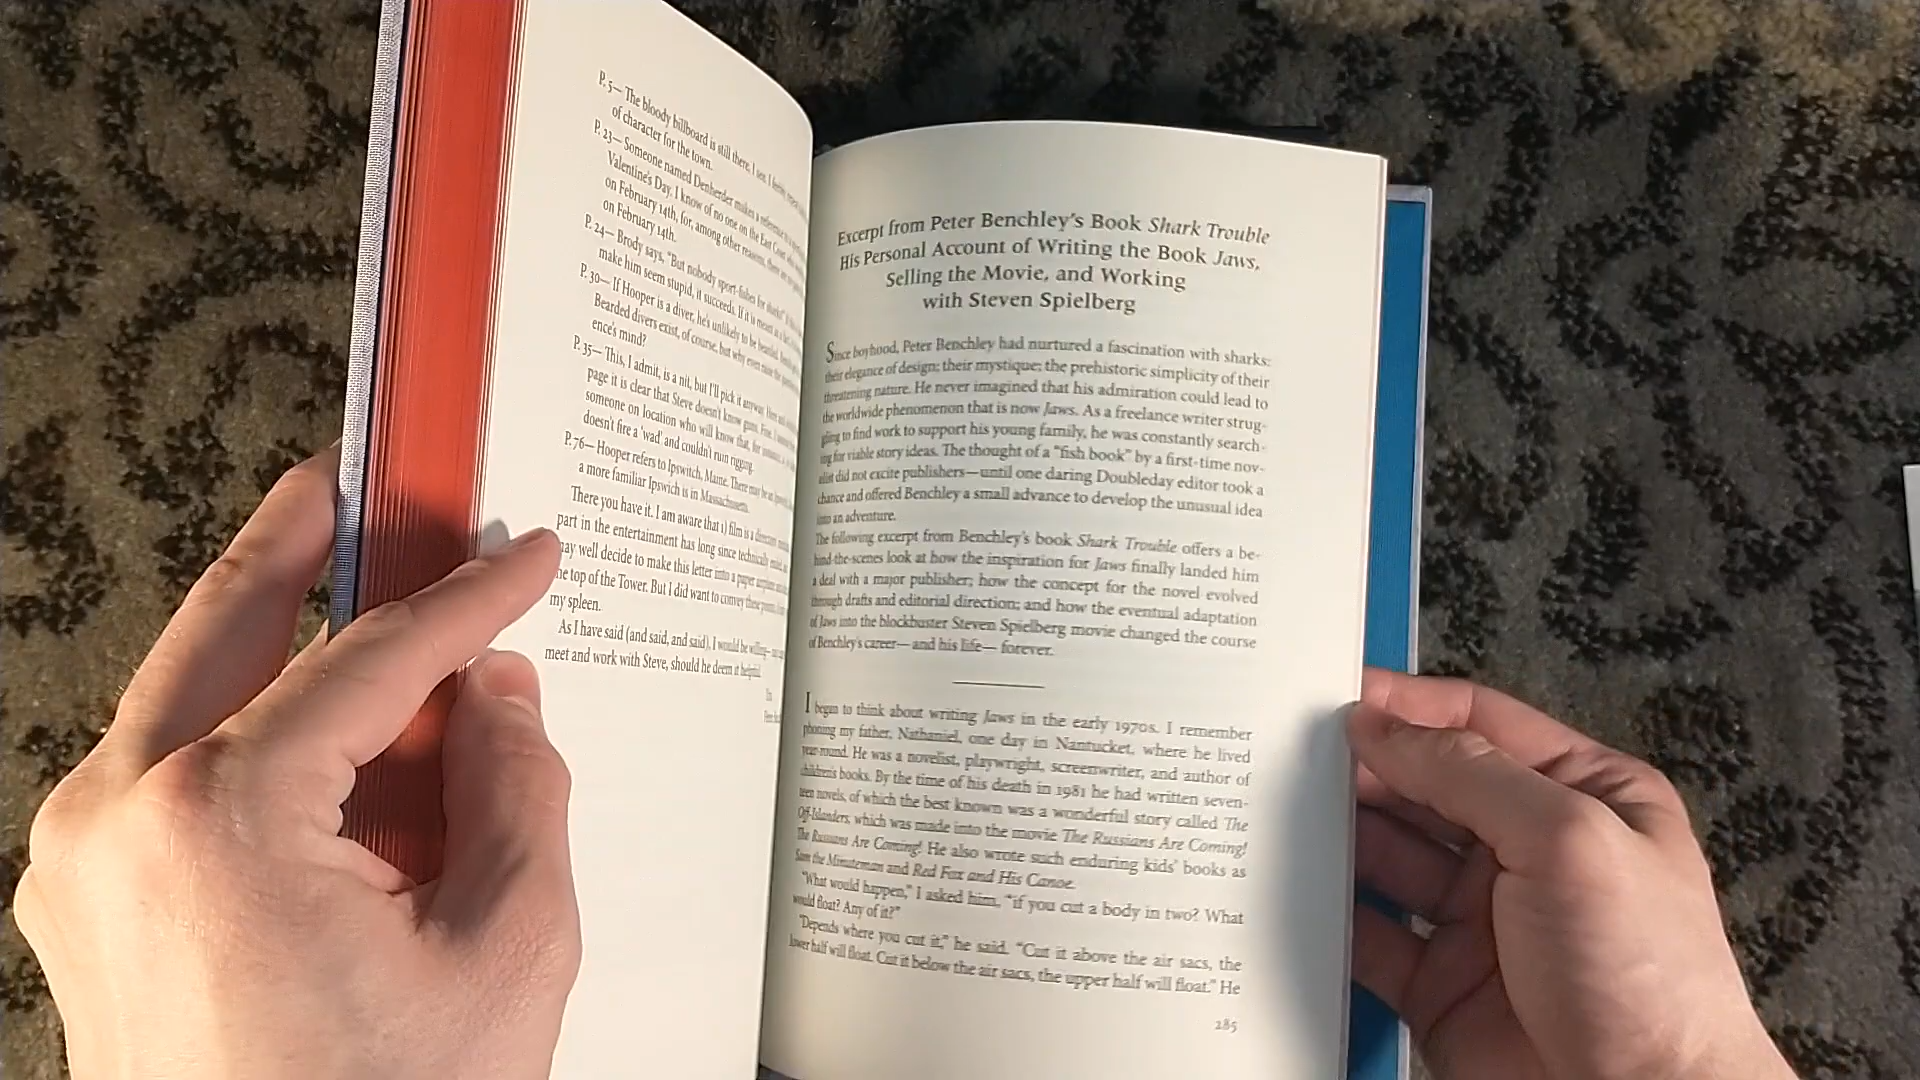 P. 5— The bloody billboard is still there, I see. I
of character for the town.
P. 23— Someone named Denherder makes a reference
Valentine's Day. I know of no one on the East Coast who
on February 14th, for, among other reasons, there are no
on February 14th.
P. 24— Brody says, "But nobody sport-fishes for sharks!" If
make him seem stupid, it succeeds. If it is meant as a
P. 30— If Hooper is a diver, he's unlikely to be bearded.
Bearded divers exist, of course, but why even raise the
ence's mind?
P. 35— This, I admit, is a nit, but I'll pick it anyway.
page it is clear that Steve doesn't know guns. Fine. I
someone on location who will know that, for
doesn't fire a 'wad' and couldn't ruin rigging.
P. 76— Hooper refers to Ipswitch, Maine. There may be an
a more familiar Ipswich is in Massachusetts.
There you have it. I am aware that 1) film is a
part in the entertainment has long since technically
may well decide to make this letter into a paper airplane
the top of the Tower. But I did want to convey these
my spleen.
As I have said (and said, and said), I would be willing—
meet and work with Steve, should he deem it helpful.
Excerpt from Peter Benchley's Book Shark Trouble
His Personal Account of Writing the Book Jaws,
Selling the Movie, and Working
with Steven Spielberg
Since boyhood, Peter Benchley had nurtured a fascination with sharks:
their elegance of design; their mystique; the prehistoric simplicity of their
threatening nature. He never imagined that his admiration could lead to
the worldwide phenomenon that is now Jaws. As a freelance writer strug-
gling to find work to support his young family, he was constantly search-
ing for viable story ideas. The thought of a "fish book" by a first-time nov-
elist did not excite publishers—until one daring Doubleday editor took a
chance and offered Benchley a small advance to develop the unusual idea
into an adventure.
The following excerpt from Benchley's book Shark Trouble offers a be-
hind-the-scenes look at how the inspiration for Jaws finally landed him
a deal with a major publisher; how the concept for the novel evolved
through drafts and editorial direction; and how the eventual adaptation
of Jaws into the blockbuster Steven Spielberg movie changed the course
of Benchley's career—and his life—forever.
I began to think about writing Jaws in the early 1970s. I remember
phoning my father, Nathaniel, one day in Nantucket, where he lived
year-round. He was a novelist, playwright, screenwriter, and author of
children's books. By the time of his death in 1981 he had written seven-
teen novels, of which the best known was a wonderful story called The
Off-Islanders, which was made into the movie The Russians Are Coming!
The Russians Are Coming! He also wrote such enduring kids' books as
Sam the Minuteman and Red Fox and His Canoe.
"What would happen," I asked him, "if you cut a body in two? What
would float? Any of it?"
"Depends where you cut it," he said. "Cut it above the air sacs, the
lower half will float. Cut it below the air sacs, the upper half will float." He
285